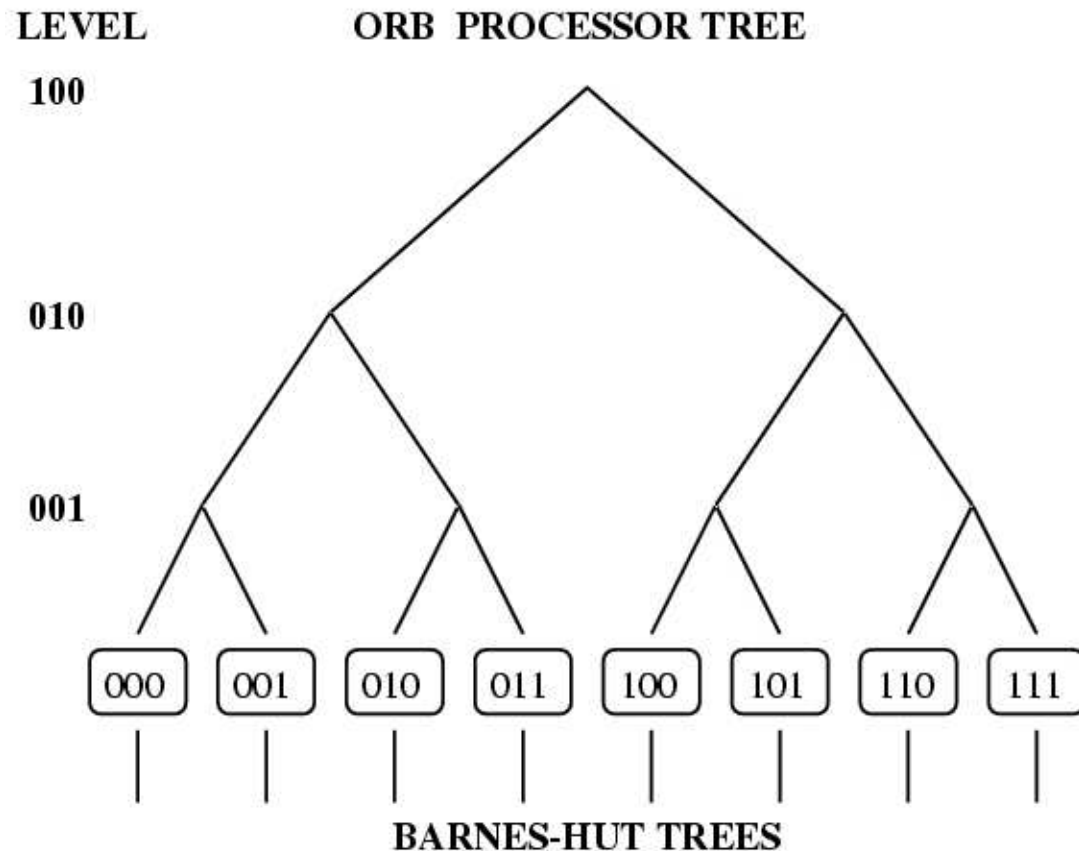 LEVEL ORB PROCESSOR TREE
100
010
001
000 001 010 011 100 101 110 111
BARNES-HUT TREES